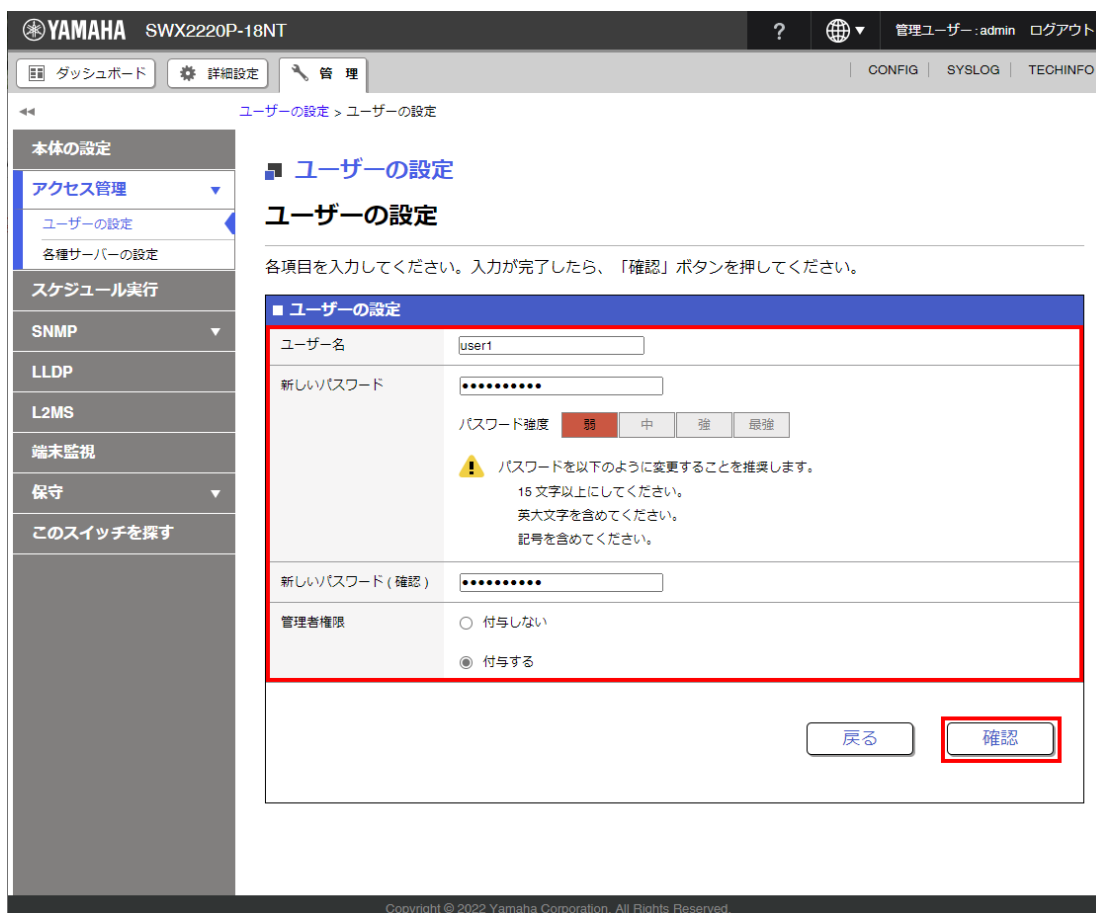 YAMAHA SWX2220P-18NT ? 管理ユーザー:admin ログアウト
ダッシュボード 詳細設定 管 理 CONFIG SYSLOG TECHINFO
ユーザーの設定 > ユーザーの設定
本体の設定
アクセス管理
ユーザーの設定
各種サーバーの設定
スケジュール実行
SNMP
LLDP
L2MS
端末監視
保守
このスイッチを探す
ユーザーの設定
ユーザーの設定
各項目を入力してください。入力が完了したら、「確認」ボタンを押してください。
■ ユーザーの設定
ユーザー名 user1
新しいパスワード ••••••••••
パスワード強度 弱 中 強 最強
パスワードを以下のように変更することを推奨します。
15 文字以上にしてください。
英大文字を含めてください。
記号を含めてください。
新しいパスワード ( 確認 ) ••••••••••
管理者権限 付与しない
付与する
戻る 確認
Copyright © 2022 Yamaha Corporation. All Rights Reserved.